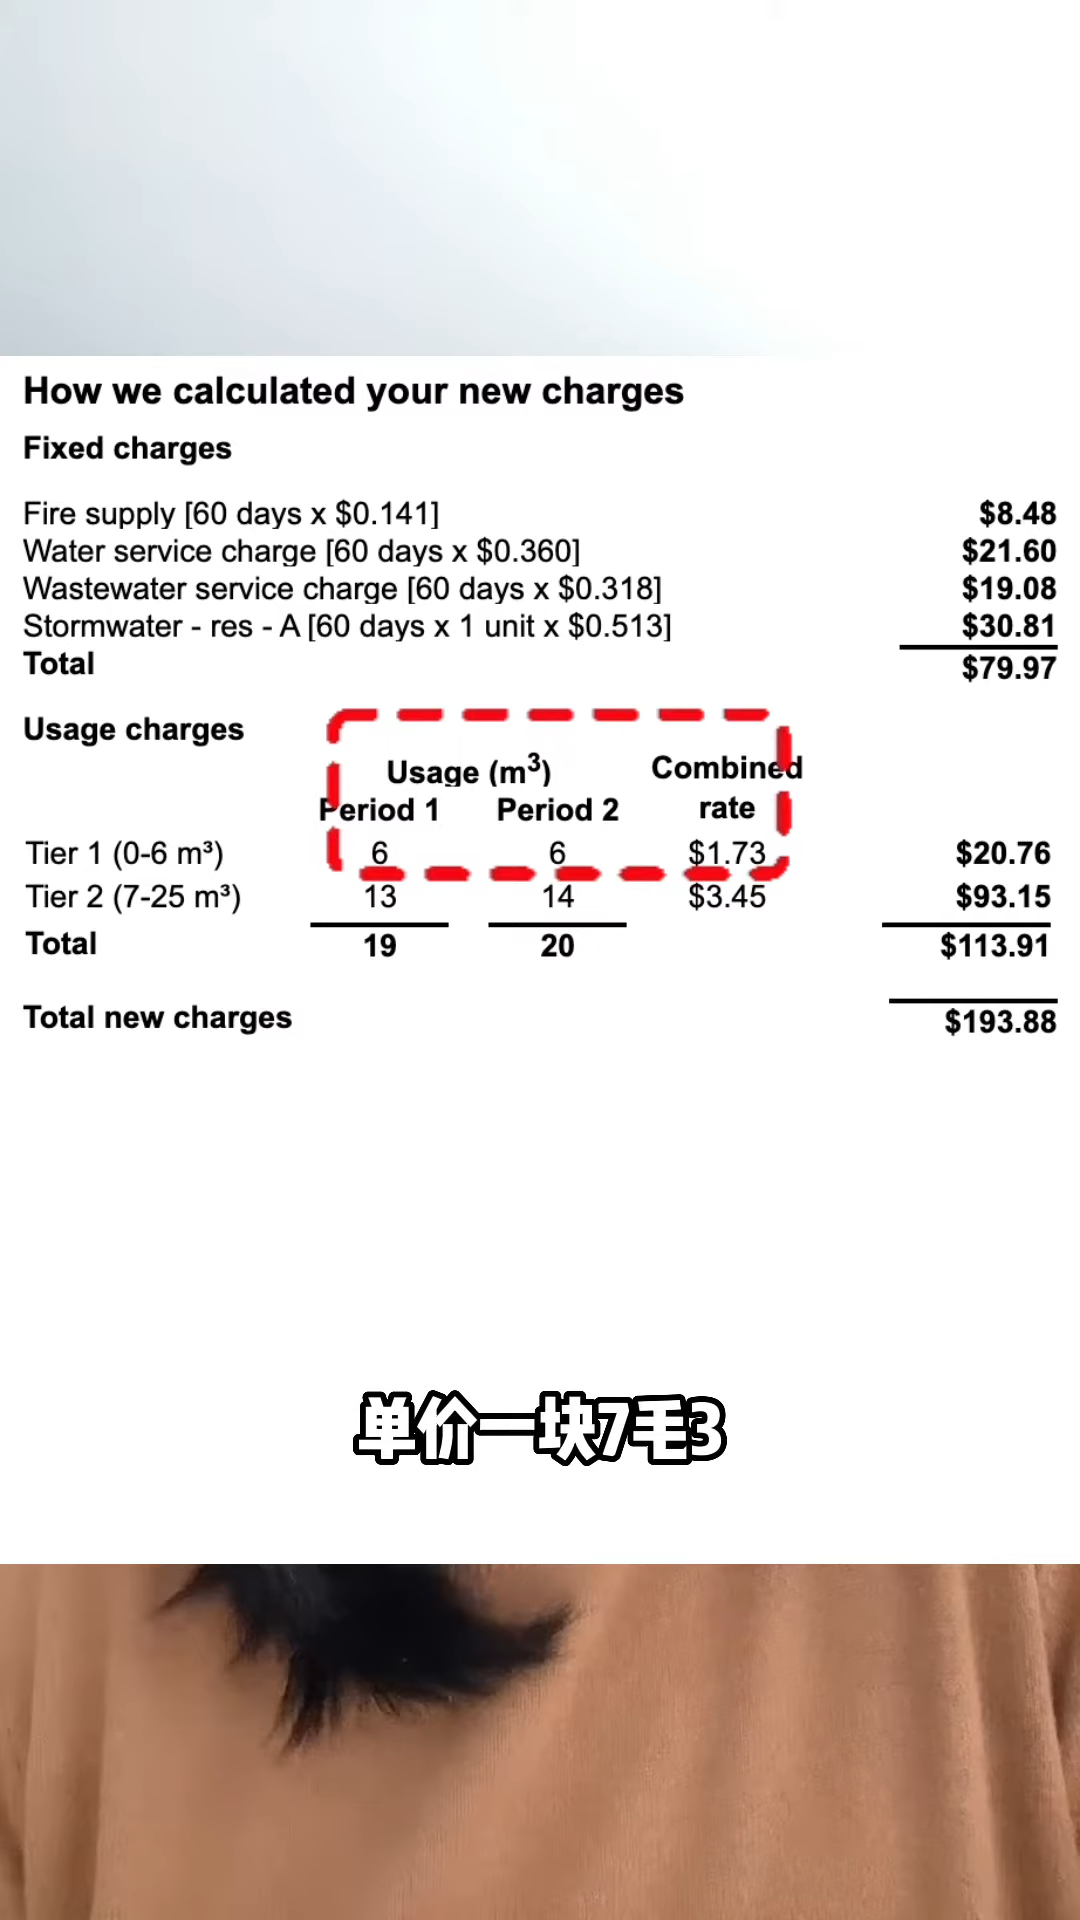 How we calculated your new charges
Fixed charges
Fire supply [60 days x $0.141] $8.48
Water service charge [60 days x $0.360] $21.60
Wastewater service charge [60 days x $0.318] $19.08
Stormwater - res - A [60 days x 1 unit x $0.513] $30.81
Total $79.97
Usage charges
Usage (m³) Combined
Period 1 Period 2 rate
Tier 1 (0-6 m³) 6 6 $1.73 $20.76
Tier 2 (7-25 m³) 13 14 $3.45 $93.15
Total 19 20 $113.91
Total new charges $193.88
单价一块7毛3